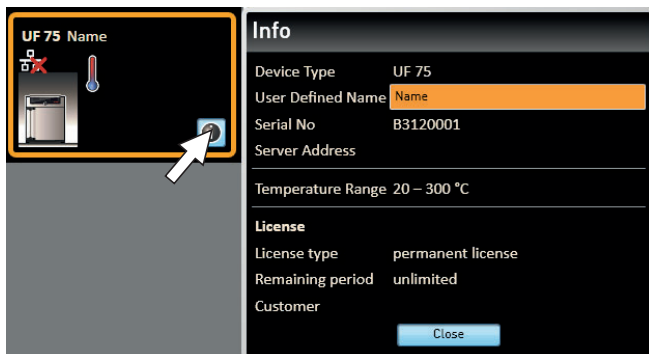 UF 75 Name
Info
Device Type UF 75
User Defined Name Name
Serial No B3120001
Server Address
Temperature Range 20 – 300 °C
License
License type permanent license
Remaining period unlimited
Customer
Close